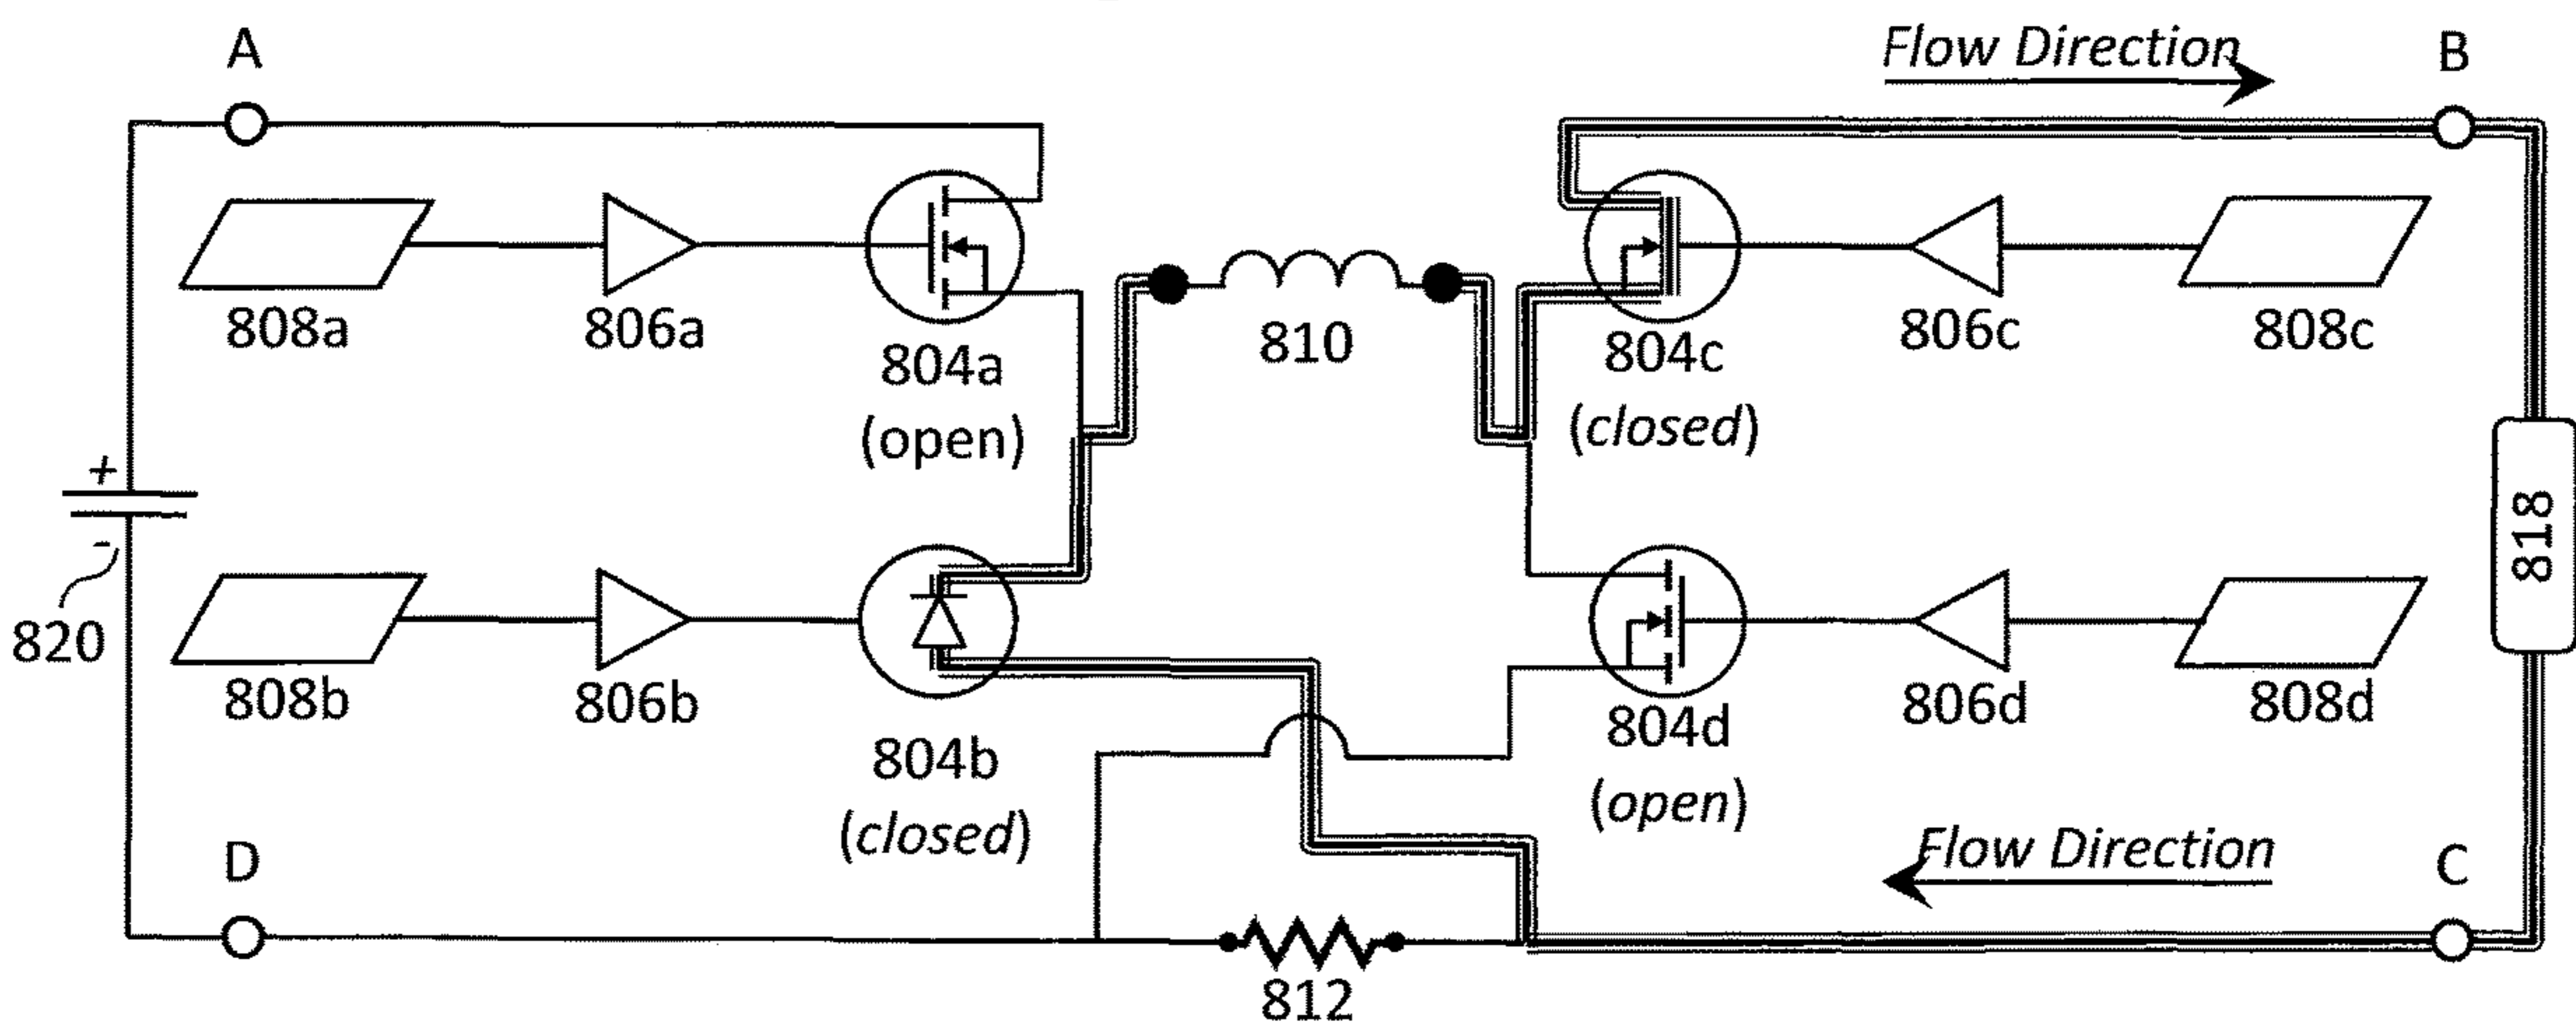 A
Flow Direction
B
808a
806a
804a
(open)
810
804c
(closed)
806c
808c
+
-
820
818
808b
806b
804b
(closed)
804d
(open)
806d
808d
D
Flow Direction
C
812